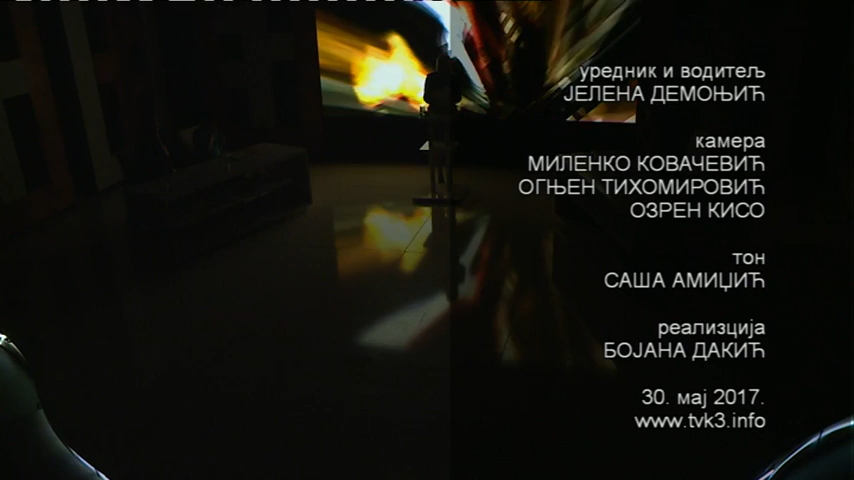 уредник и водитељ
ЈЕЛЕНА ДЕМОЊИЋ
камера
МИЛЕНКО КОВАЧЕВИЋ
ОГЊЕН ТИХОМИРОВИЋ
ОЗРЕН КИСО
тон
САША АМИЏИЋ
реализција
БОЈАНА ДАКИЋ
30. мај 2017.
www.tvk3.info